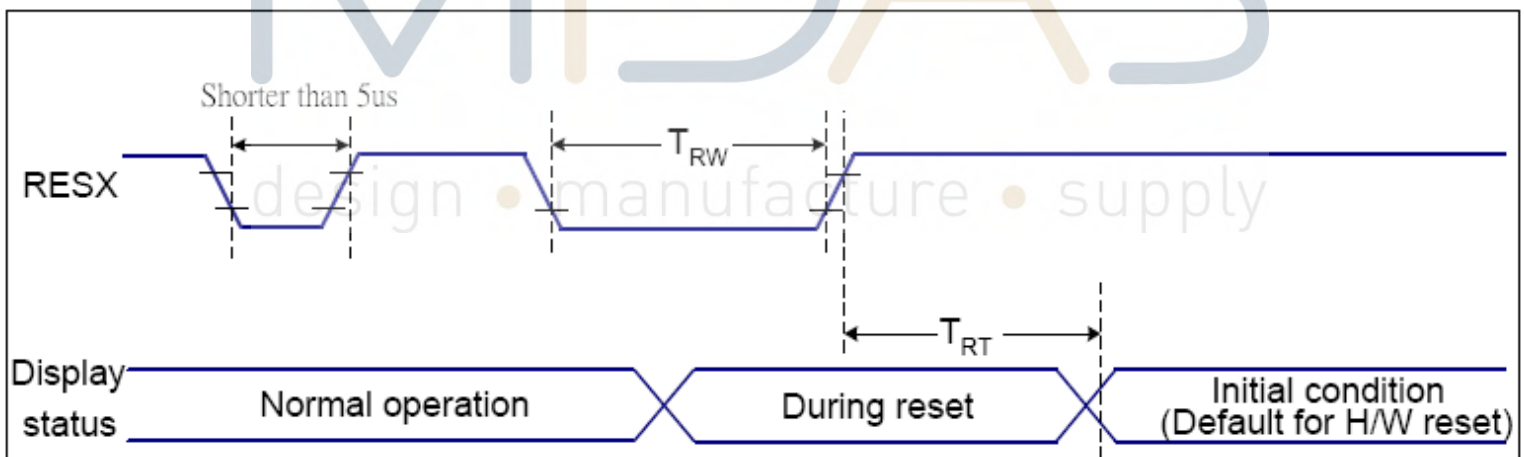 MIDAS
design • manufacture • supply
Shorter than 5us
TRW
RESX
TRT
Display
status
Normal operation
During reset
Initial condition
(Default for H/W reset)